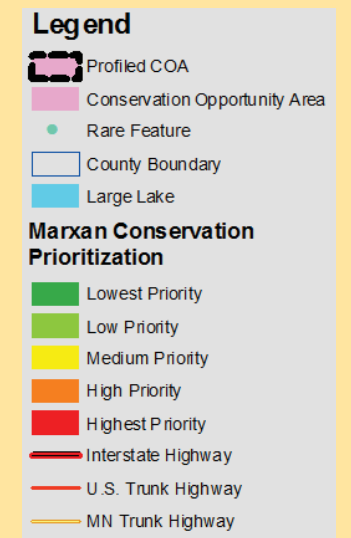 Legend
Profiled COA
Conservation Opportunity Area
Rare Feature
County Boundary
Large Lake
Marxan Conservation
Prioritization
Lowest Priority
Low Priority
Medium Priority
High Priority
Highest Priority
Interstate Highway
U.S. Trunk Highway
MN Trunk Highway